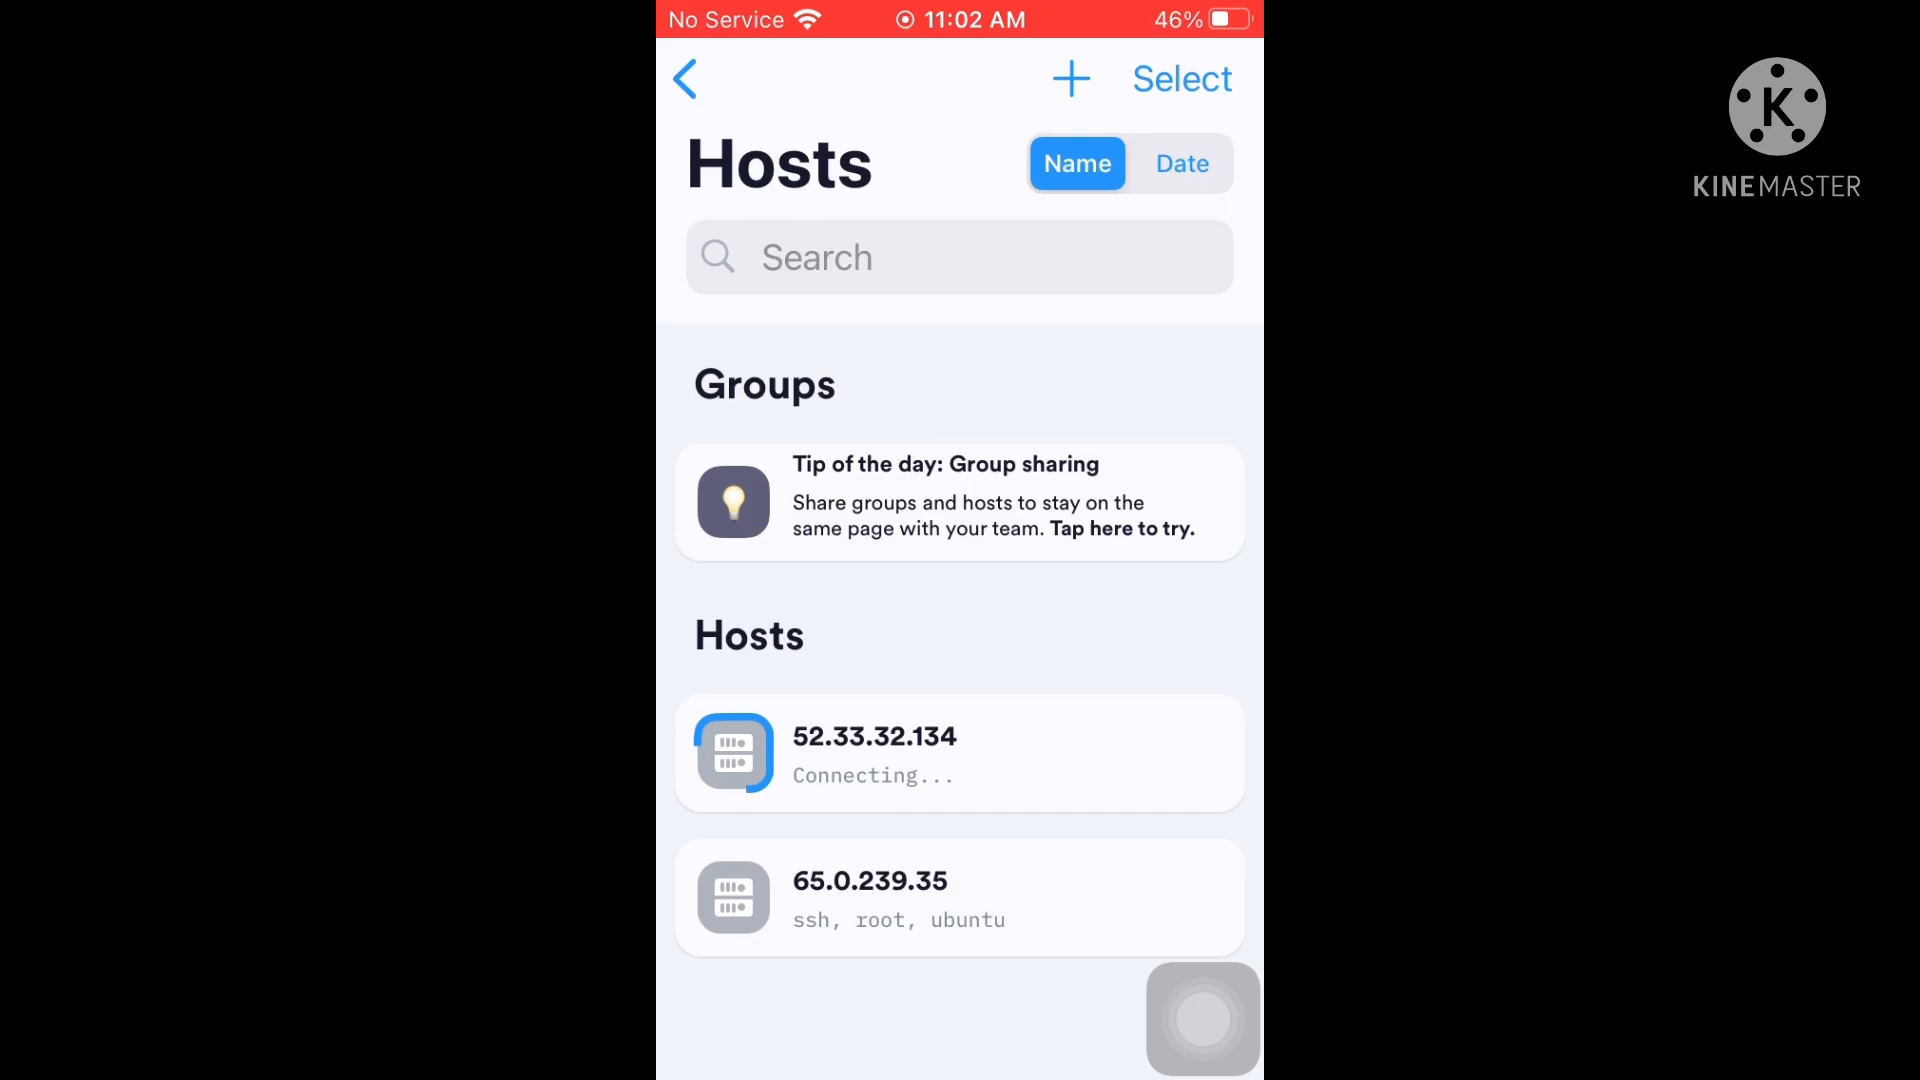 No Service 11:02 AM 46%
Select
Hosts Name Date
Search
Groups
Tip of the day: Group sharing
Share groups and hosts to stay on the
same page with your team. Tap here to try.
Hosts
52.33.32.134
Connecting...
65.0.239.35
ssh, root, ubuntu
K
KINEMASTER